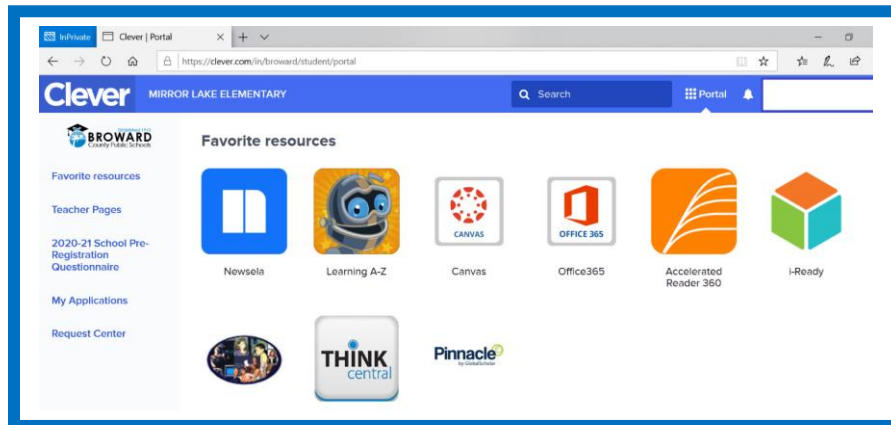 InPrivate Clever | Portal
https://clever.com/in/broward/student/portal
Clever MIRROR LAKE ELEMENTARY Search Portal
BROWARD
County Public Schools
Favorite resources
Favorite resources
Teacher Pages
2020-21 School Pre-
Registration
Questionnaire
My Applications
Request Center
CANVAS
OFFICE 365
Newsela Learning A-Z Canvas Office365 Accelerated
Reader 360
i-Ready
THINK
central
Pinnacle
by GlobalScholar